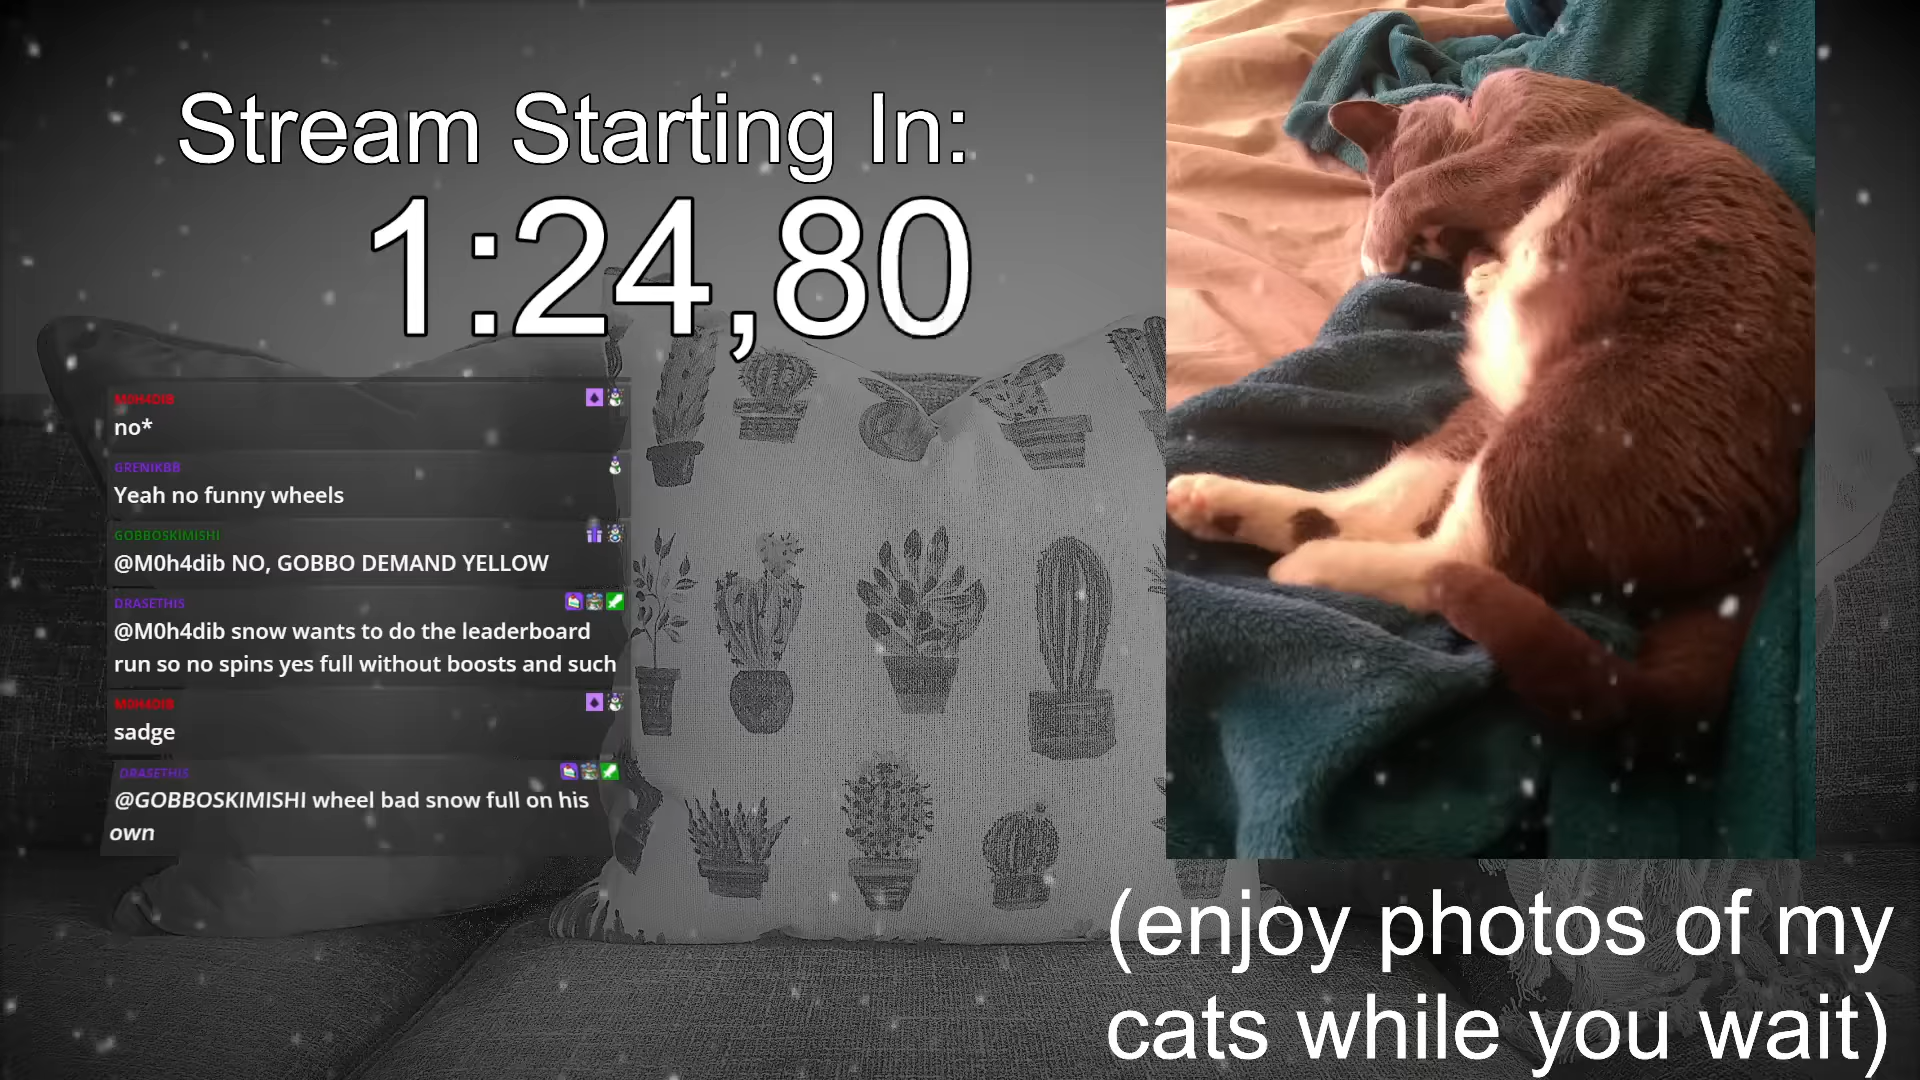 Stream Starting In:
1:24,80
M0H4DIB
no*
GRENIKBB
Yeah no funny wheels
GOBBOSKIMISHI
@M0h4dib NO, GOBBO DEMAND YELLOW
DRASETHIS
@M0h4dib snow wants to do the leaderboard
run so no spins yes full without boosts and such
M0H4DIB
sadge
DRASETHIS
@GOBBOSKIMISHI wheel bad snow full on his
own
(enjoy photos of my
cats while you wait)